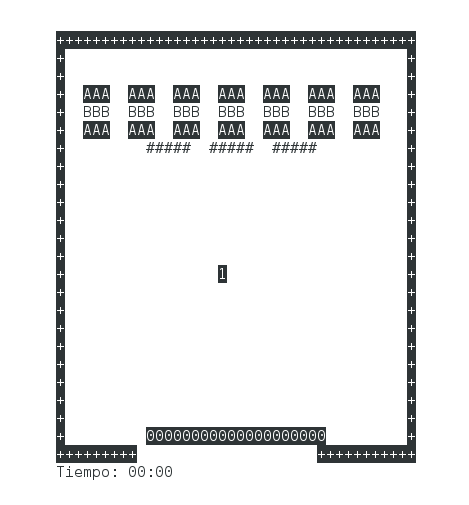 ++++++++++++++++++++++++++++++++++++++++
+                                      +
+                                      +
+  AAA  AAA  AAA  AAA  AAA  AAA  AAA   +
+  BBB  BBB  BBB  BBB  BBB  BBB  BBB   +
+  AAA  AAA  AAA  AAA  AAA  AAA  AAA   +
+         #####  #####  #####          +
+                                      +
+                                      +
+                                      +
+                                      +
+                                      +
+                                      +
+                 1                    +
+                                      +
+                                      +
+                                      +
+                                      +
+                                      +
+                                      +
+                                      +
+                                      +
+         00000000000000000000         +
+++++++++                    +++++++++++
Tiempo: 00:00